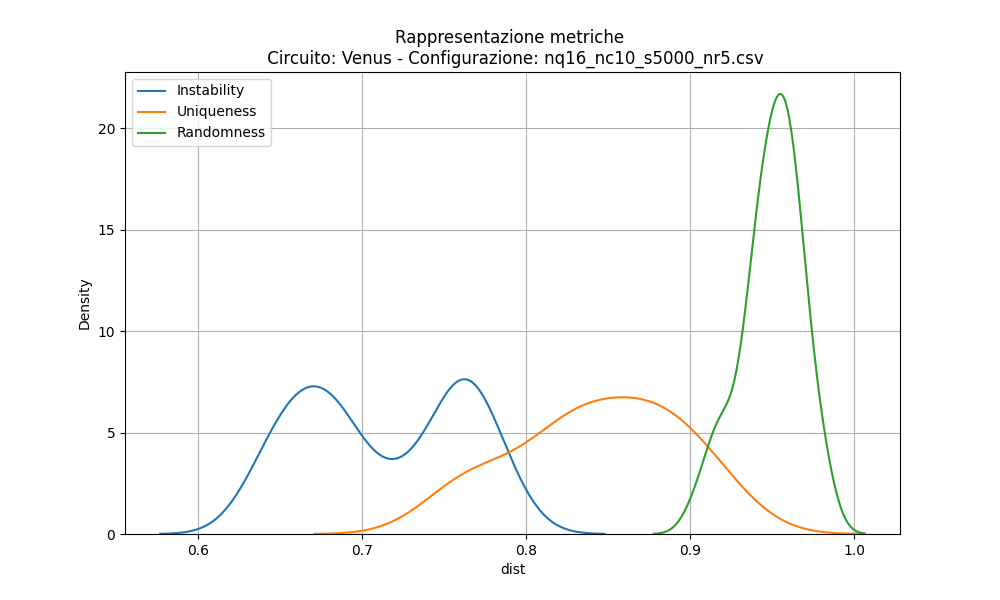 Rappresentazione metriche
Circuito: Venus - Configurazione: nq16_nc10_s5000_nr5.csv
Instability
Uniqueness
Randomness
Density
20
15
10
5
0
0.6 0.7 0.8 0.9 1.0
dist